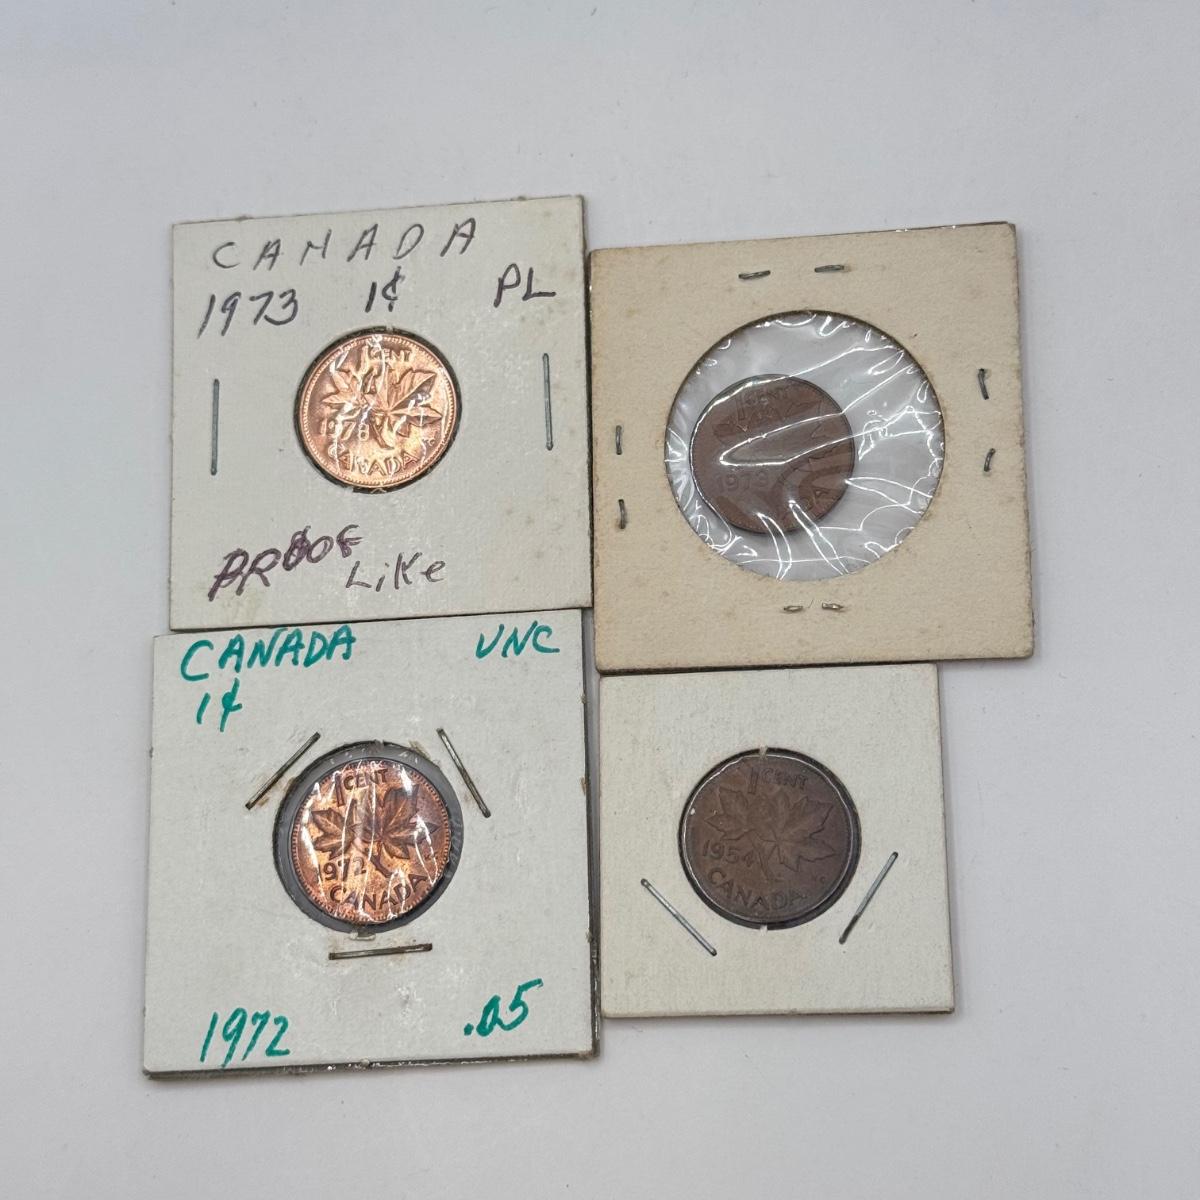 CANADA
1973 1¢ PL
1 CENT
CANADA
PROOF
Like
1 CENT
1973
CANADA UNC
1¢
1 CENT
1972
CANADA
1972 .05
1 CENT
1954
CANADA